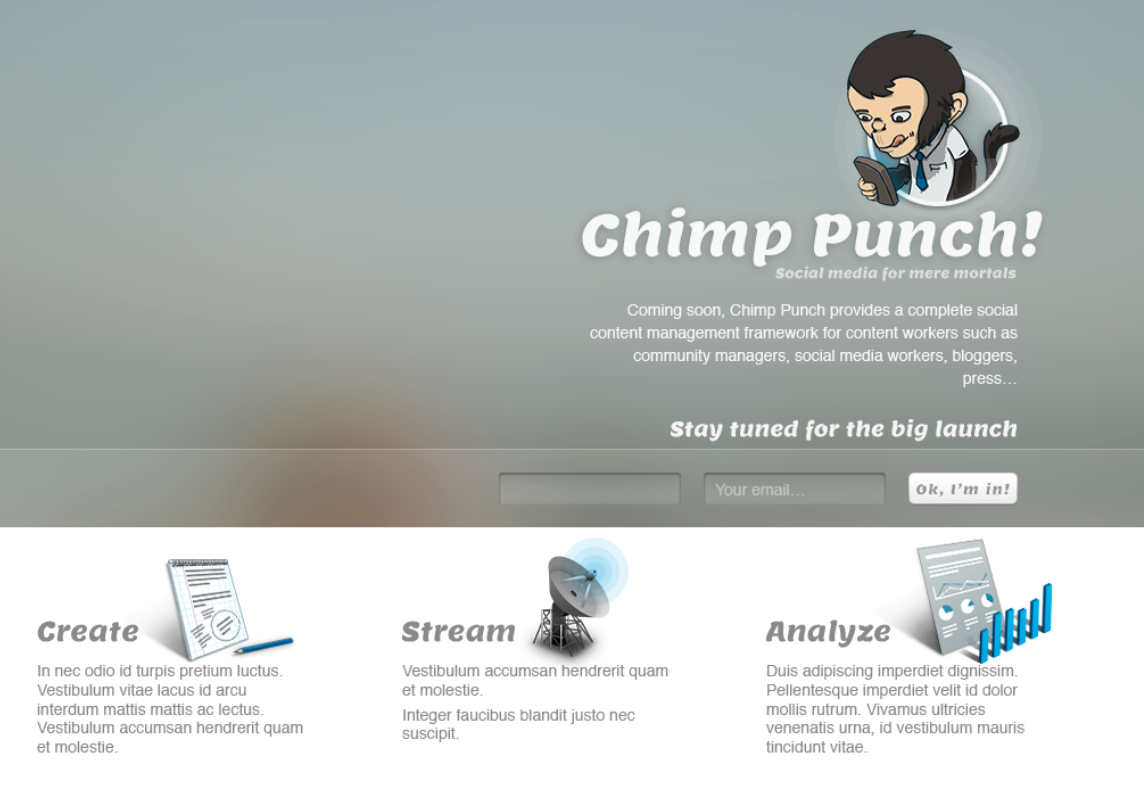 Chimp Punch!
Social media for mere mortals
Coming soon, Chimp Punch provides a complete social
content management framework for content workers such as
community managers, social media workers, bloggers,
press…
Stay tuned for the big launch
Your email…
Ok, I'm in!
Create
In nec odio id turpis pretium luctus.
Vestibulum vitae lacus id arcu
interdum mattis mattis ac lectus.
Vestibulum accumsan hendrerit quam
et molestie.
Stream
Vestibulum accumsan hendrerit quam
et molestie.
Integer faucibus blandit justo nec
suscipit.
Analyze
Duis adipiscing imperdiet dignissim.
Pellentesque imperdiet velit id dolor
mollis rutrum. Vivamus ultricies
venenatis urna, id vestibulum mauris
tincidunt vitae.